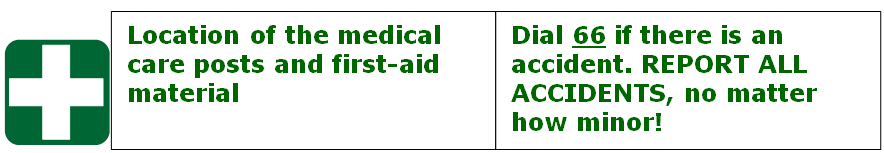 Location of the medical
care posts and first-aid
material
Dial 66 if there is an
accident. REPORT ALL
ACCIDENTS, no matter
how minor!